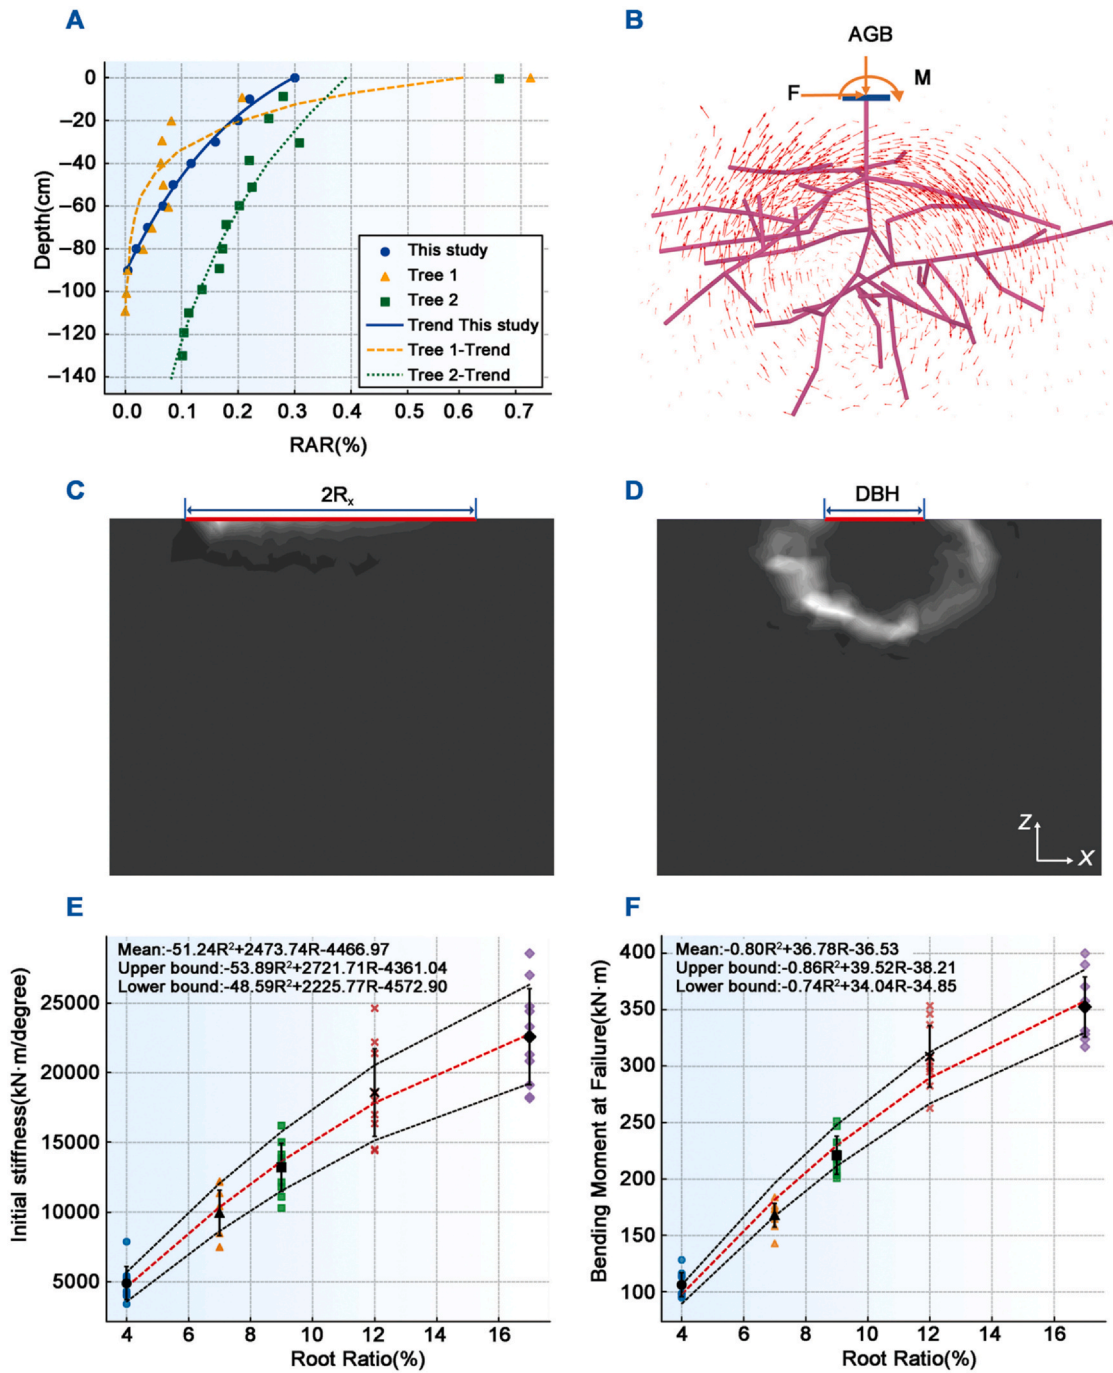 A
0
−20
−40
−60
−80
−100
−120
−140
Depth(cm)
This study
Tree 1
Tree 2
Trend This study
Tree 1-Trend
Tree 2-Trend
0.0 0.1 0.2 0.3 0.4 0.5 0.6 0.7
RAR(%)
B
AGB
F
M
C
2Rₓ
D
DBH
Z
X
E
Mean:-51.24R²+2473.74R-4466.97
Upper bound:-53.89R²+2721.71R-4361.04
Lower bound:-48.59R²+2225.77R-4572.90
25000
20000
15000
10000
5000
Initial stiffness(kN·m/degree)
4 6 8 10 12 14 16
Root Ratio(%)
F
Mean:-0.80R²+36.78R-36.53
Upper bound:-0.86R²+39.52R-38.21
Lower bound:-0.74R²+34.04R-34.85
400
350
300
250
200
150
100
Bending Moment at Failure(kN·m)
4 6 8 10 12 14 16
Root Ratio(%)